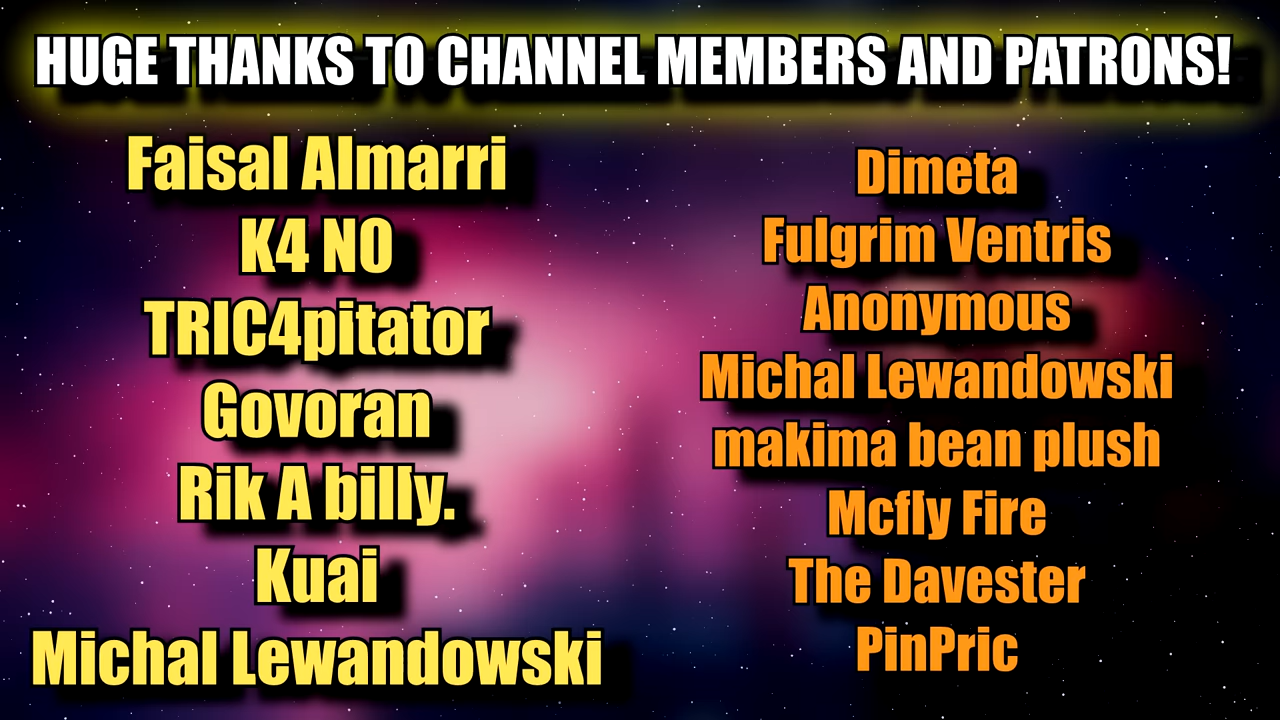 HUGE THANKS TO CHANNEL MEMBERS AND PATRONS!
Faisal Almarri
K4 NO
TRIC4pitator
Govoran
Rik A billy.
Kuai
Michal Lewandowski
Dimeta
Fulgrim Ventris
Anonymous
Michal Lewandowski
makima bean plush
Mcfly Fire
The Davester
PinPric